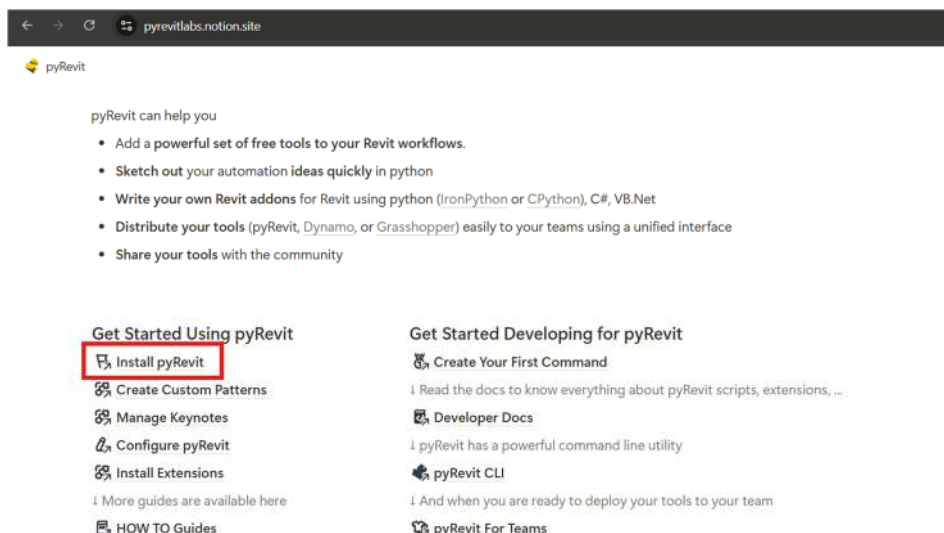 pyrevitlabs.notion.site
pyRevit
pyRevit can help you
• Add a powerful set of free tools to your Revit workflows.
• Sketch out your automation ideas quickly in python
• Write your own Revit addons for Revit using python (IronPython or CPython), C#, VB.Net
• Distribute your tools (pyRevit, Dynamo, or Grasshopper) easily to your teams using a unified interface
• Share your tools with the community
Get Started Using pyRevit
Install pyRevit
Create Custom Patterns
Manage Keynotes
Configure pyRevit
Install Extensions
↓ More guides are available here
HOW TO Guides
Get Started Developing for pyRevit
Create Your First Command
↓ Read the docs to know everything about pyRevit scripts, extensions, ...
Developer Docs
↓ pyRevit has a powerful command line utility
pyRevit CLI
↓ And when you are ready to deploy your tools to your team
pyRevit For Teams